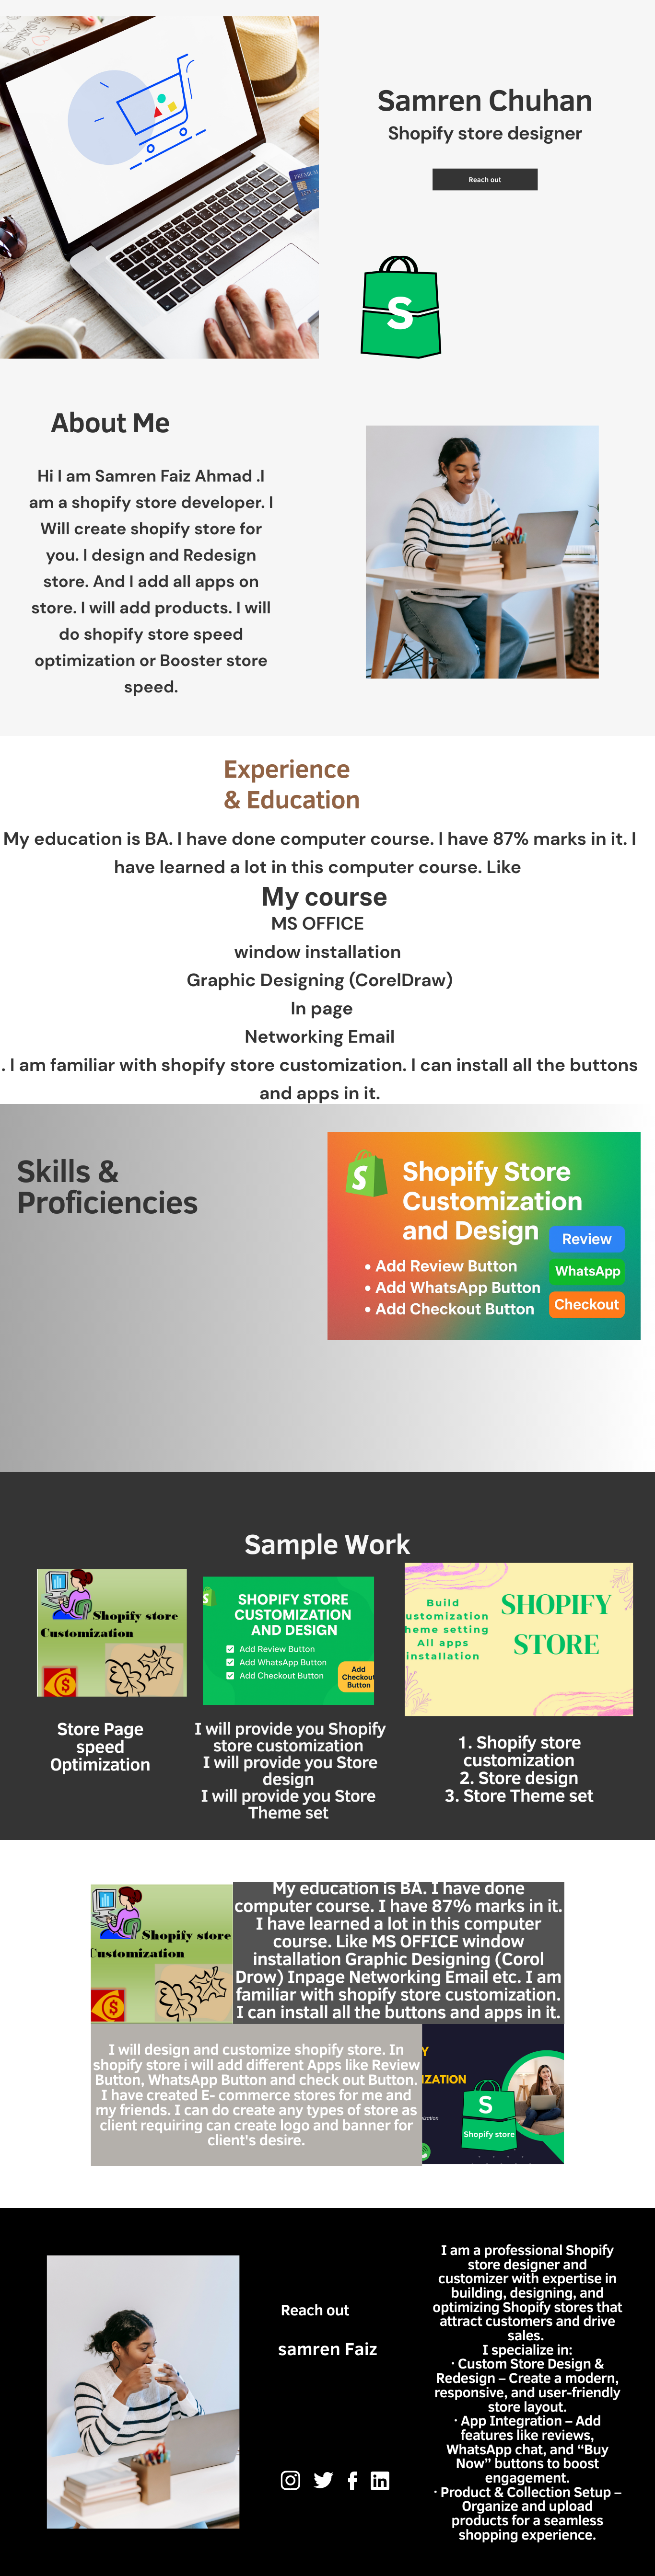 PREMIUM
Samren Chuhan
Shopify store designer
Reach out
S
About Me
Hi I am Samren Faiz Ahmad .I
am a shopify store developer. I
Will create shopify store for
you. I design and Redesign
store. And I add all apps on
store. I will add products. I will
do shopify store speed
optimization or Booster store
speed.
Experience
& Education
My education is BA. I have done computer course. I have 87% marks in it. I
have learned a lot in this computer course. Like
My course
MS OFFICE
window installation
Graphic Designing (CorelDraw)
In page
Networking Email
. I am familiar with shopify store customization. I can install all the buttons
and apps in it.
Skills &
Proficiencies
S
Shopify Store
Customization
and Design
• Add Review Button
• Add WhatsApp Button
• Add Checkout Button
Review
WhatsApp
Checkout
Sample Work
Shopify store
Customization
$
S
SHOPIFY STORE
CUSTOMIZATION
AND DESIGN
Add Review Button
Add WhatsApp Button
Add Checkout Button
Add
Checkout
Button
Build
ustomization
heme setting
All apps
installation
SHOPIFY
STORE
Store Page
speed
Optimization
I will provide you Shopify
store customization
I will provide you Store
design
I will provide you Store
Theme set
1. Shopify store
customization
2. Store design
3. Store Theme set
Shopify store
Customization
$
My education is BA. I have done
computer course. I have 87% marks in it.
I have learned a lot in this computer
course. Like MS OFFICE window
installation Graphic Designing (Corol
Drow) Inpage Networking Email etc. I am
familiar with shopify store customization.
I can install all the buttons and apps in it.
I will design and customize shopify store. In
shopify store i will add different Apps like Review
Button, WhatsApp Button and check out Button.
I have created E- commerce stores for me and
my friends. I can do create any types of store as
client requiring can create logo and banner for
client's desire.
Y
IZATION
S
Shopify store
Reach out
samren Faiz
I am a professional Shopify
store designer and
customizer with expertise in
building, designing, and
optimizing Shopify stores that
attract customers and drive
sales.
I specialize in:
· Custom Store Design &
Redesign – Create a modern,
responsive, and user-friendly
store layout.
· App Integration – Add
features like reviews,
WhatsApp chat, and “Buy
Now” buttons to boost
engagement.
· Product & Collection Setup –
Organize and upload
products for a seamless
shopping experience.